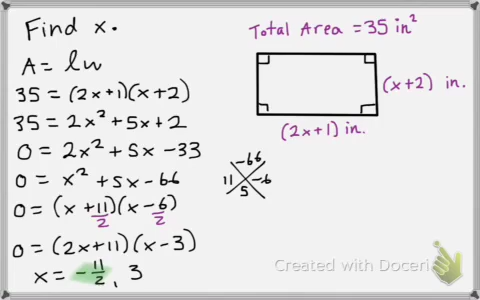 Find x.
Total Area = 35 in²
A = lw
35 = (2x+1)(x+2)
(x+2) in.
(2x+1) in.
35 = 2x² + 5x + 2
0 = 2x² + 5x - 33
0 = x² + 5x - 66
-66
11 -6
5
0 = (x + 11/2)(x - 6/2)
0 = (2x+11)(x-3)
x = -11/2, 3
Created with Doceri